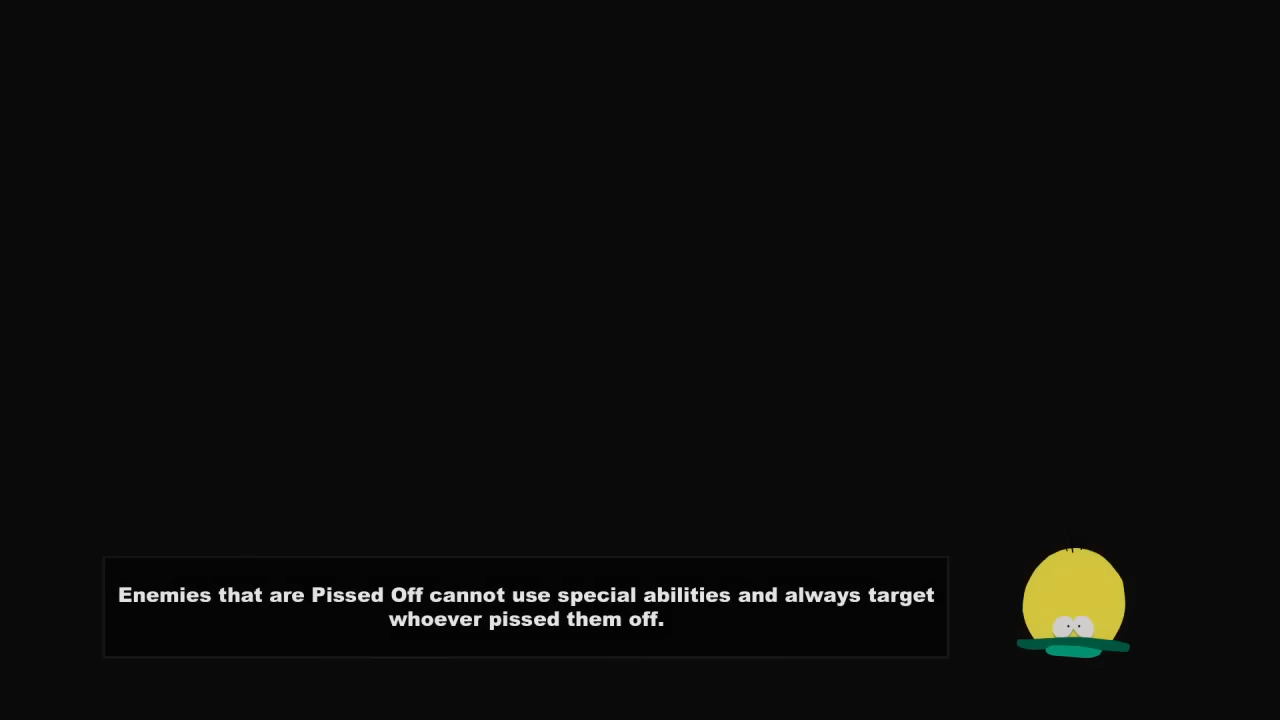 Enemies that are Pissed Off cannot use special abilities and always target
whoever pissed them off.